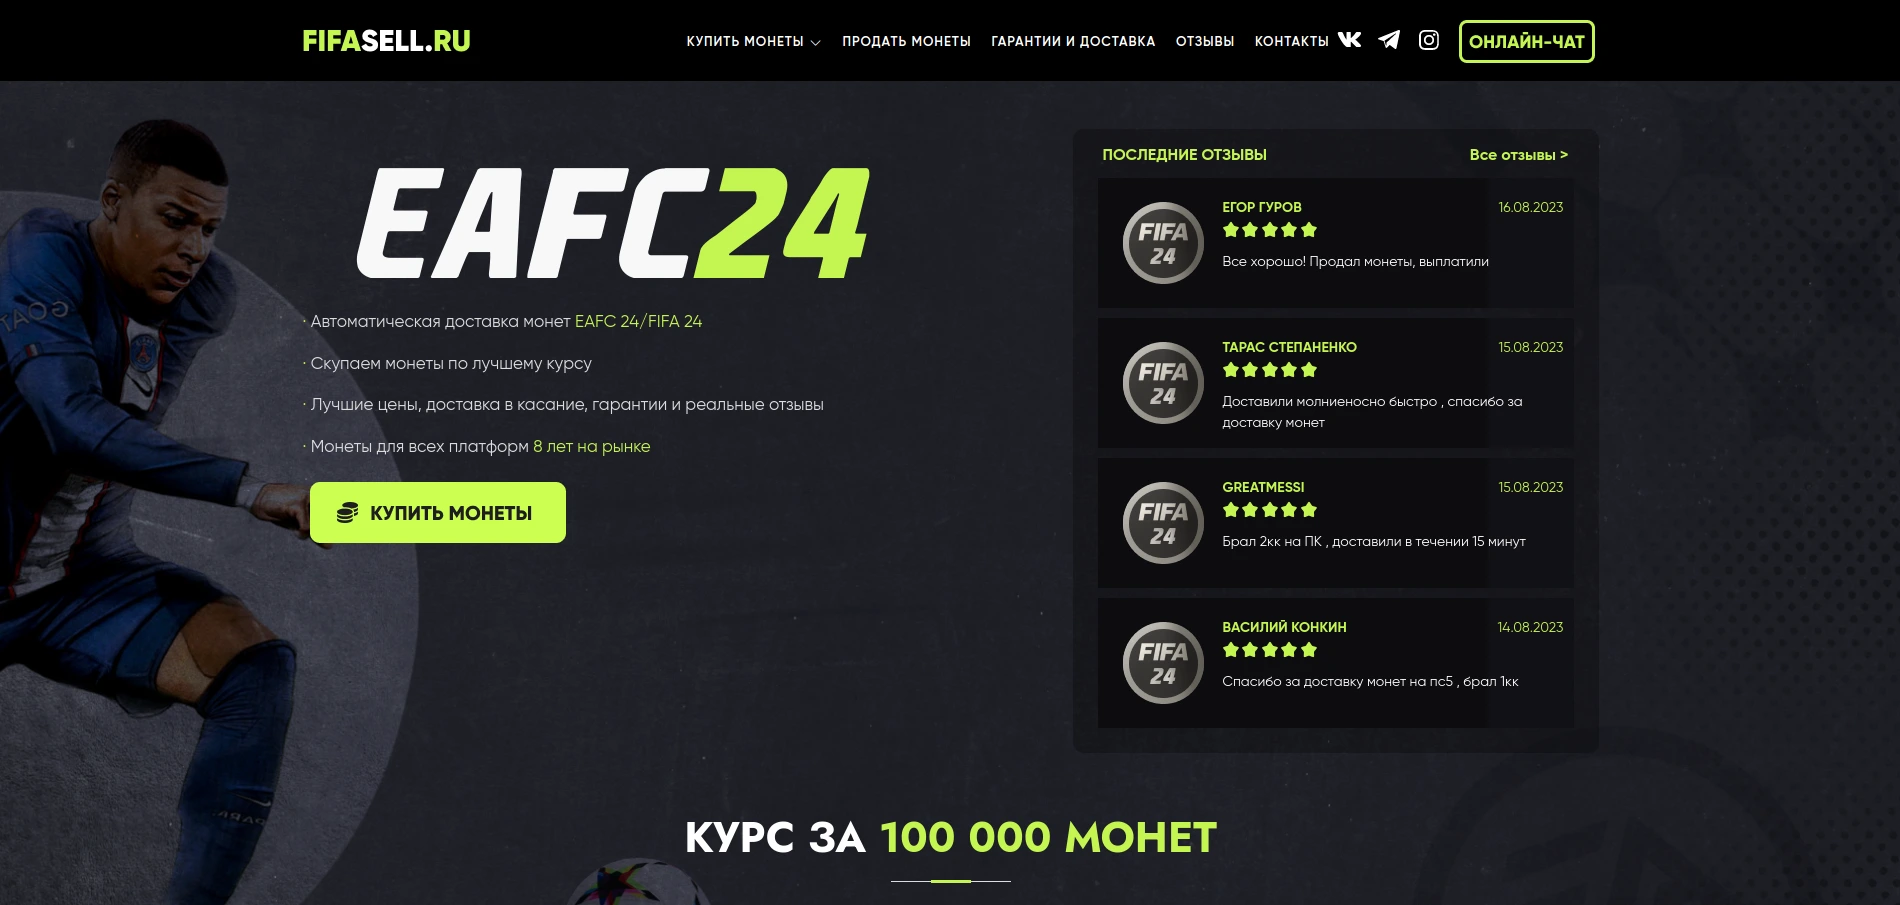 FIFASELL.RU
КУПИТЬ МОНЕТЫ
ПРОДАТЬ МОНЕТЫ
ГАРАНТИИ И ДОСТАВКА
ОТЗЫВЫ
КОНТАКТЫ
ОНЛАЙН-ЧАТ
EAFC24
· Автоматическая доставка монет EAFC 24/FIFA 24
· Скупаем монеты по лучшему курсу
· Лучшие цены, доставка в касание, гарантии и реальные отзывы
· Монеты для всех платформ 8 лет на рынке
КУПИТЬ МОНЕТЫ
ПОСЛЕДНИЕ ОТЗЫВЫ
Все отзывы >
FIFA
24
ЕГОР ГУРОВ
16.08.2023
Все хорошо! Продал монеты, выплатили
FIFA
24
ТАРАС СТЕПАНЕНКО
15.08.2023
Доставили молниеносно быстро , спасибо за
доставку монет
FIFA
24
GREATMESSI
15.08.2023
Брал 2кк на ПК , доставили в течении 15 минут
FIFA
24
ВАСИЛИЙ КОНКИН
14.08.2023
Спасибо за доставку монет на пс5 , брал 1кк
КУРС ЗА 100 000 МОНЕТ